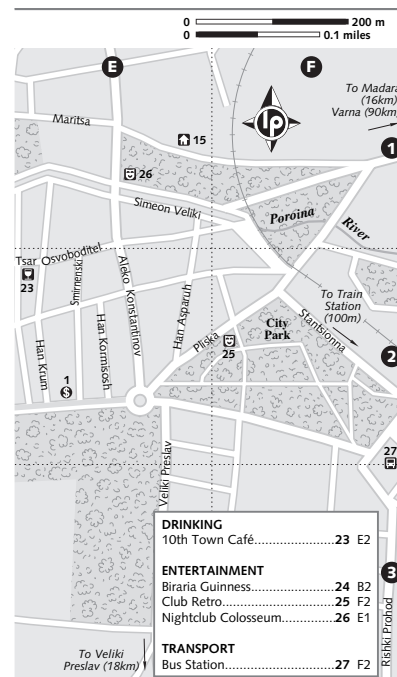 0 200 m
0 0.1 miles
E
F
To Madara
(16km)
Varna (90km)
lp
Maritsa
15
1
26
Simeon Veliki
Poroina
River
Tsar Osvoboditel
23
Smirnenski
Aleko Konstantinov
Han Asparuh
To Train
Station
(100m)
Stantsionna
Han Krum
Han Kormisosh
Pliska
25
City
Park
2
1
$
27
Veliki Preslav
DRINKING
10th Town Café.......................23 E2
ENTERTAINMENT
Biraria Guinness.......................24 B2
Club Retro.............................25 F2
Nightclub Colosseum................26 E1
TRANSPORT
Bus Station.............................27 F2
3
Rishki Prohod
To Veliki
Preslav (18km)